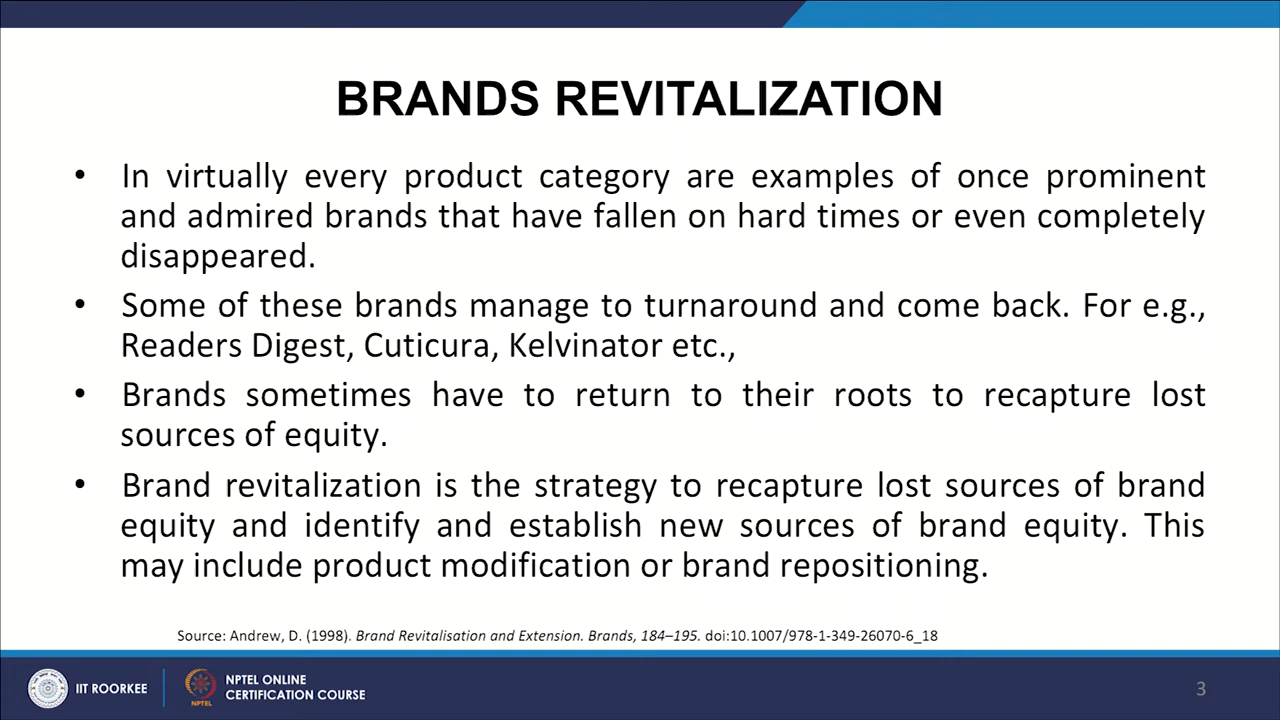 BRANDS REVITALIZATION
• In virtually every product category are examples of once prominent
and admired brands that have fallen on hard times or even completely
disappeared.
• Some of these brands manage to turnaround and come back. For e.g.,
Readers Digest, Cuticura, Kelvinator etc.,
• Brands sometimes have to return to their roots to recapture lost
sources of equity.
• Brand revitalization is the strategy to recapture lost sources of brand
equity and identify and establish new sources of brand equity. This
may include product modification or brand repositioning.
Source: Andrew, D. (1998). Brand Revitalisation and Extension. Brands, 184–195. doi:10.1007/978-1-349-26070-6_18
IIT ROORKEE
NPTEL
NPTEL ONLINE
CERTIFICATION COURSE
3